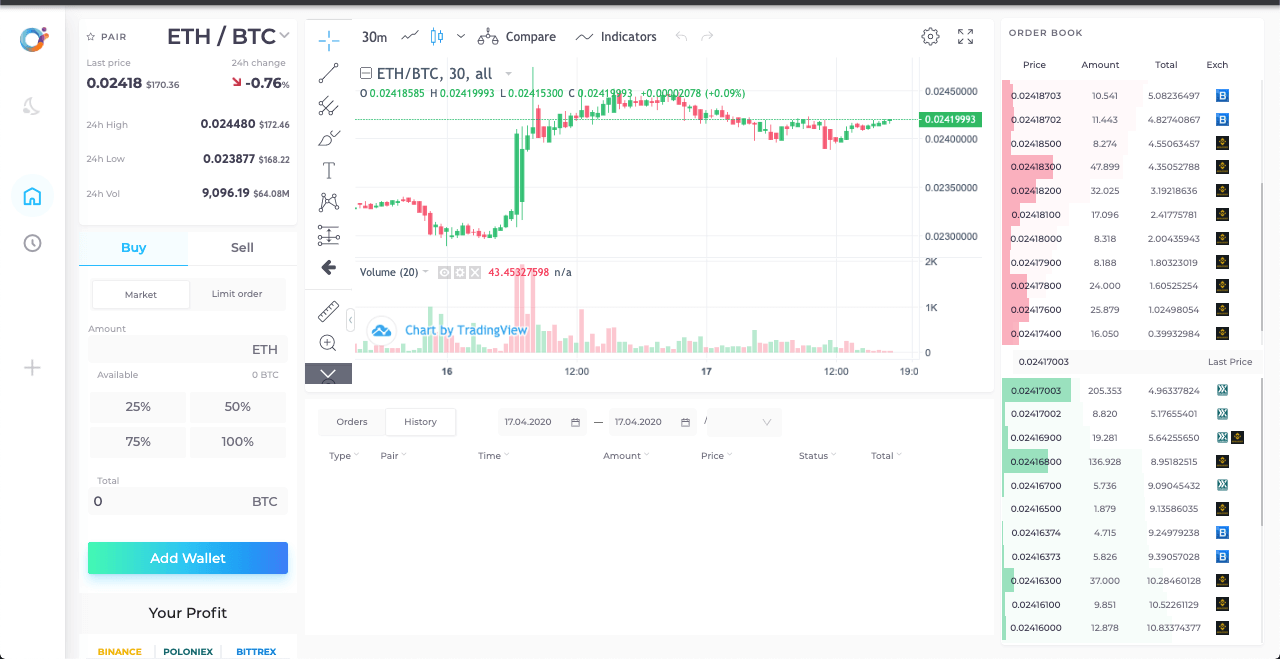 PAIR
ETH / BTC
Last price
24h change
0.02418 $170.36
-0.76%
24h High
0.024480 $172.46
24h Low
0.023877 $168.22
24h Vol
9,096.19 $64.08M
Buy
Sell
Market
Limit order
Amount
ETH
Available
0 BTC
25%
50%
75%
100%
Total
0
BTC
Add Wallet
Your Profit
BINANCE
POLONIEX
BITTREX
30m
Compare
Indicators
ETH/BTC, 30, all
O 0.02418585 H 0.02419993 L 0.02415300 C 0.02419993 +0.00002078 (+0.09%)
0.02450000
0.02419993
0.02400000
0.02350000
0.02300000
Volume (20)
43.45327598 n/a
2K
1K
0
Chart by TradingView
16
12:00
17
12:00
19:0
Orders
History
17.04.2020
—
17.04.2020
/
Type
Pair
Time
Amount
Price
Status
Total
ORDER BOOK
Price Amount Total Exch
0.02418703 10.541 5.08236497 B
0.02418702 11.443 4.82740867 B
0.02418500 8.274 4.55063457
0.02418300 47.899 4.35052788
0.02418200 32.025 3.19218636
0.02418100 17.096 2.41775781
0.02418000 8.318 2.00435943
0.02417900 8.188 1.80323019
0.02417800 24.000 1.60525254
0.02417600 25.879 1.02498054
0.02417400 16.050 0.39932984
0.02417003 Last Price
0.02417003 205.353 4.96337824
0.02417002 8.820 5.17655401
0.02416900 19.281 5.64255650
0.02416800 136.928 8.95182515
0.02416700 5.736 9.09045432
0.02416500 1.879 9.13586035
0.02416374 4.715 9.24979238 B
0.02416373 5.826 9.39057028 B
0.02416300 37.000 10.28460128
0.02416100 9.851 10.52261129
0.02416000 12.878 10.83374377